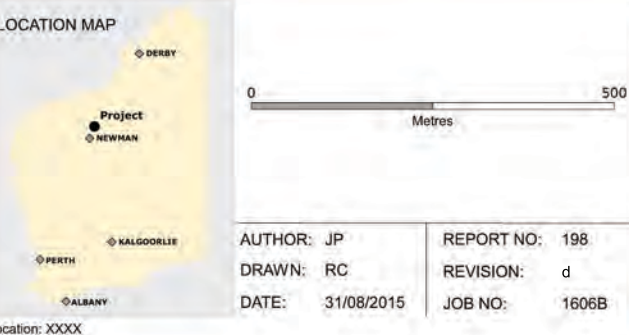 LOCATION MAP
DERBY
Project
NEWMAN
KALGOORLIE
PERTH
ALBANY
ocation: XXXX
0 500
Metres
AUTHOR: JP
DRAWN: RC
DATE: 31/08/2015
REPORT NO: 198
REVISION: d
JOB NO: 1606B